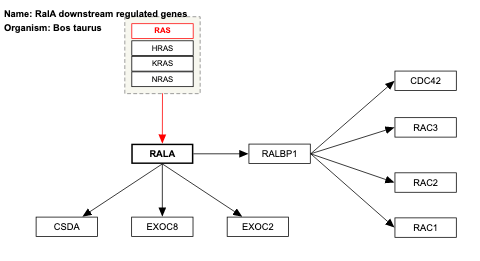 Name: RalA downstream regulated genes
Organism: Bos taurus
RAS
HRAS
KRAS
NRAS
CDC42
RAC3
RALA
RALBP1
RAC2
CSDA
EXOC8
EXOC2
RAC1